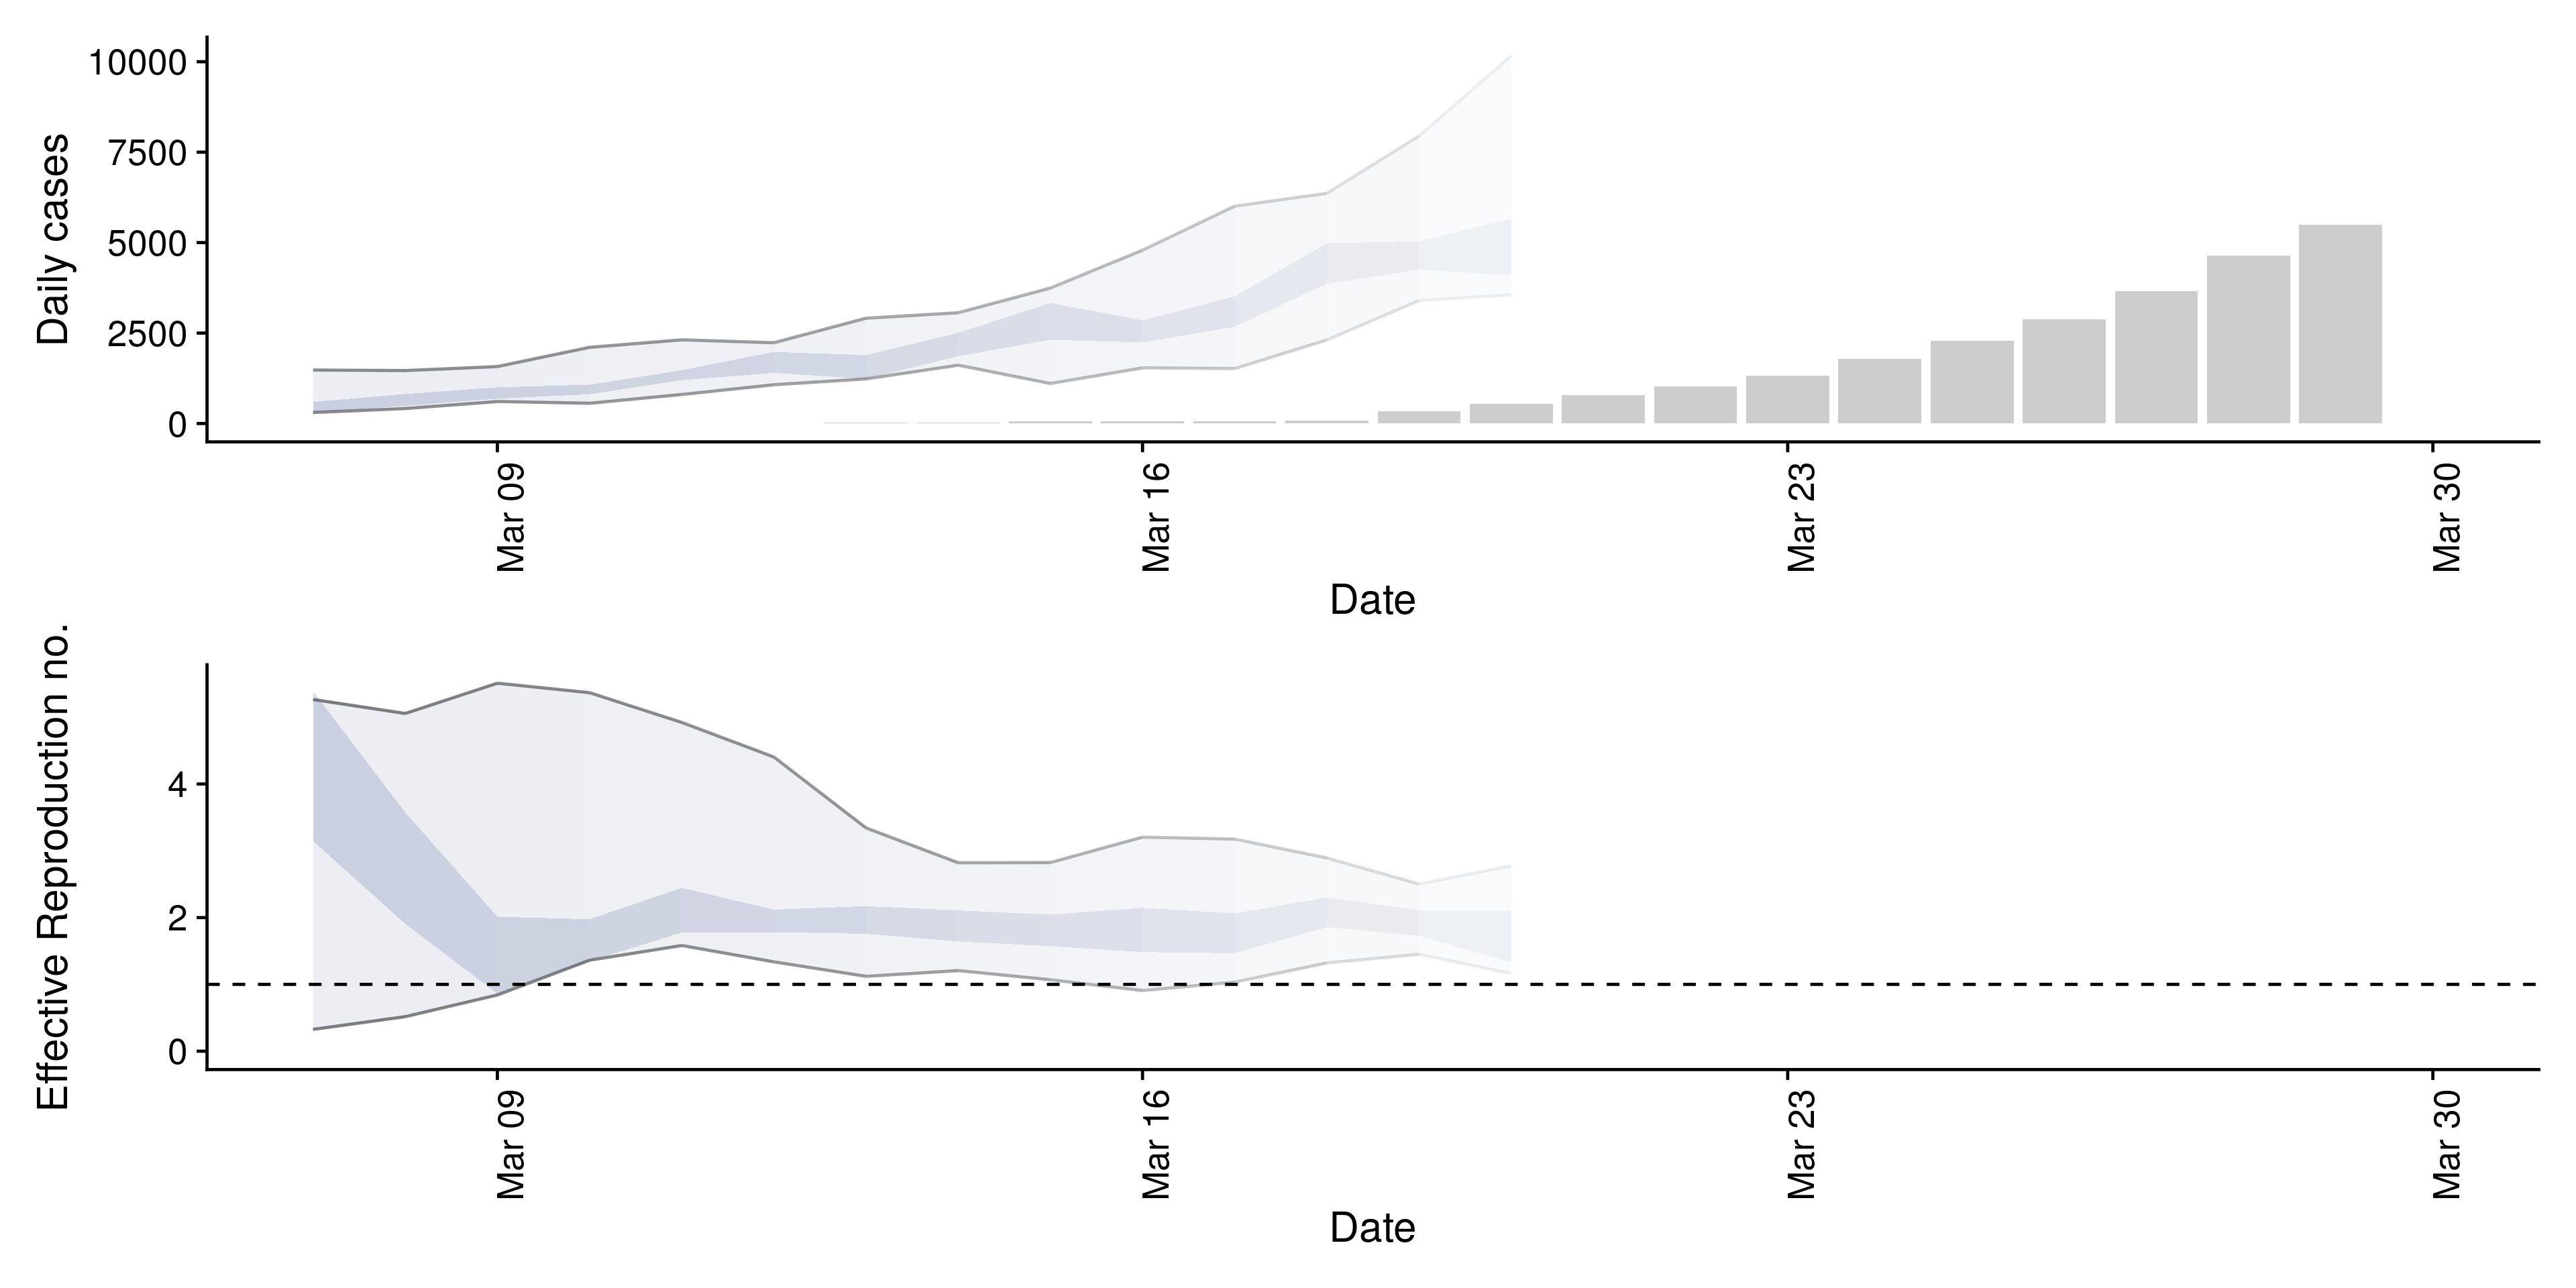 Daily cases
10000
7500
5000
2500
0
Mar 09
Mar 16
Mar 23
Mar 30
Date
Effective Reproduction no.
4
2
0
Mar 09
Mar 16
Mar 23
Mar 30
Date